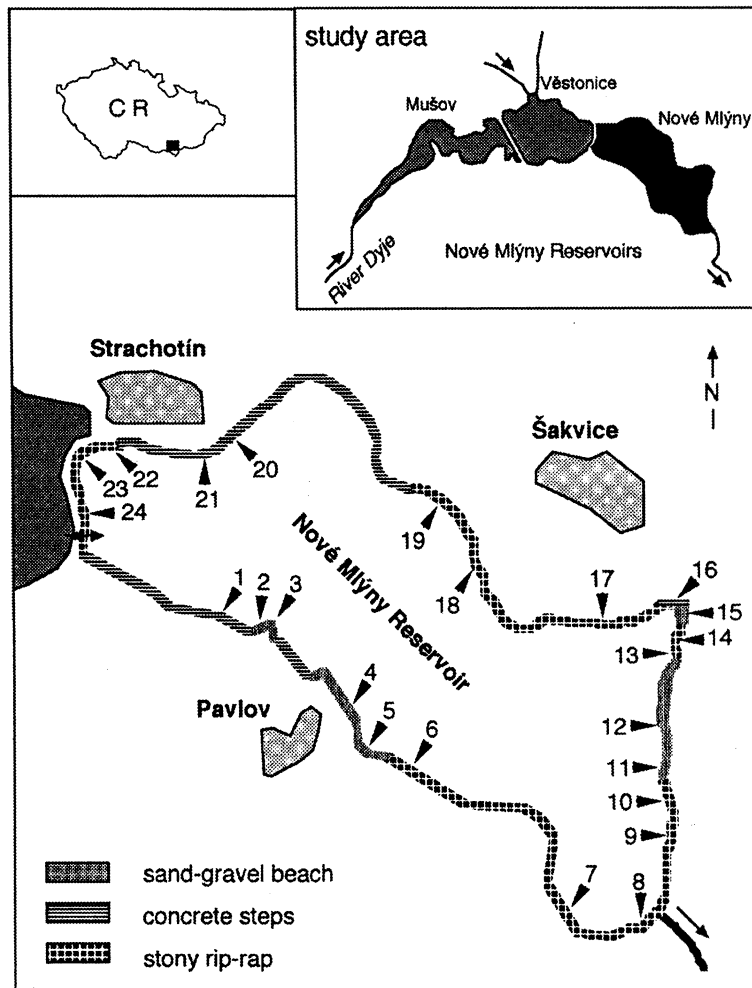 C R
study area
Věstonice
Mušov
Nové Mlýny
River Dyje
Nové Mlýny Reservoirs
Strachotín
N
Šakvice
20
22
21
23
24
19
Nové Mlýny Reservoir
18
17
16
15
14
13
1
2
3
4
Pavlov
5
6
12
11
10
9
7
8
sand-gravel beach
concrete steps
stony rip-rap